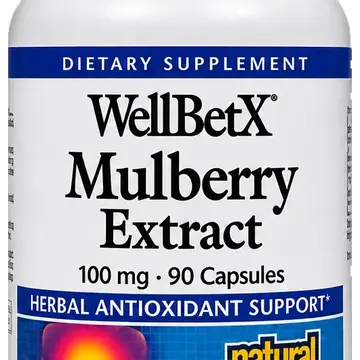 DIETARY SUPPLEMENT
WellBetX®
Mulberry
Extract
100 mg · 90 Capsules
HERBAL ANTIOXIDANT SUPPORT*
natural